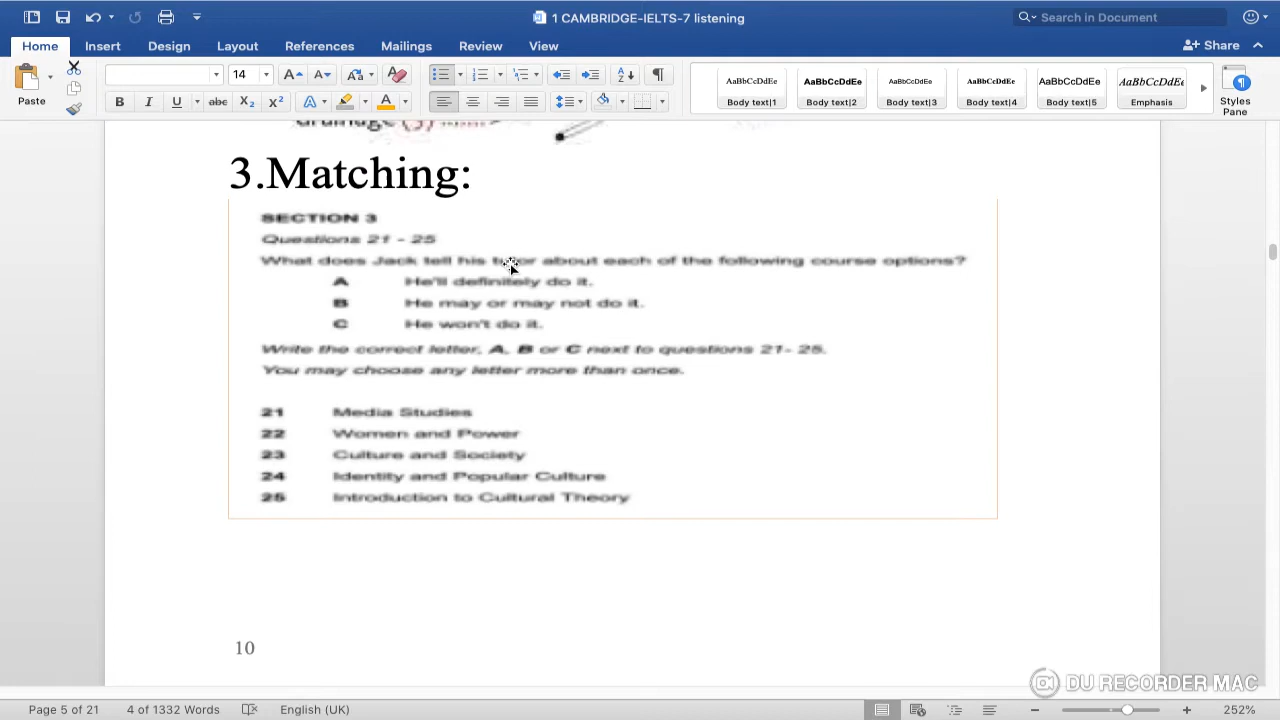 1 CAMBRIDGE-IELTS-7 listening
Search in Document
Home Insert Design Layout References Mailings Review View
Share
Paste
14
AaBbCcDdEe AaBbCcDdEe AaBbCcDdEe AaBbCcDdEe AaBbCcDdEe AaBbCcDdEe
Body text|1 Body text|2 Body text|3 Body text|4 Body text|5 Emphasis
Styles Pane
3.Matching:
SECTION 3
Questions 21 - 25
What does Jack tell his tutor about each of the following course options?
A He'll definitely do it.
B He may or may not do it.
C He won't do it.
Write the correct letter, A, B or C next to questions 21- 25.
You may choose any letter more than once.
21 Media Studies
22 Women and Power
23 Culture and Society
24 Identity and Popular Culture
25 Introduction to Cultural Theory
10
DU RECORDER MAC
Page 5 of 21 4 of 1332 Words English (UK) 252%